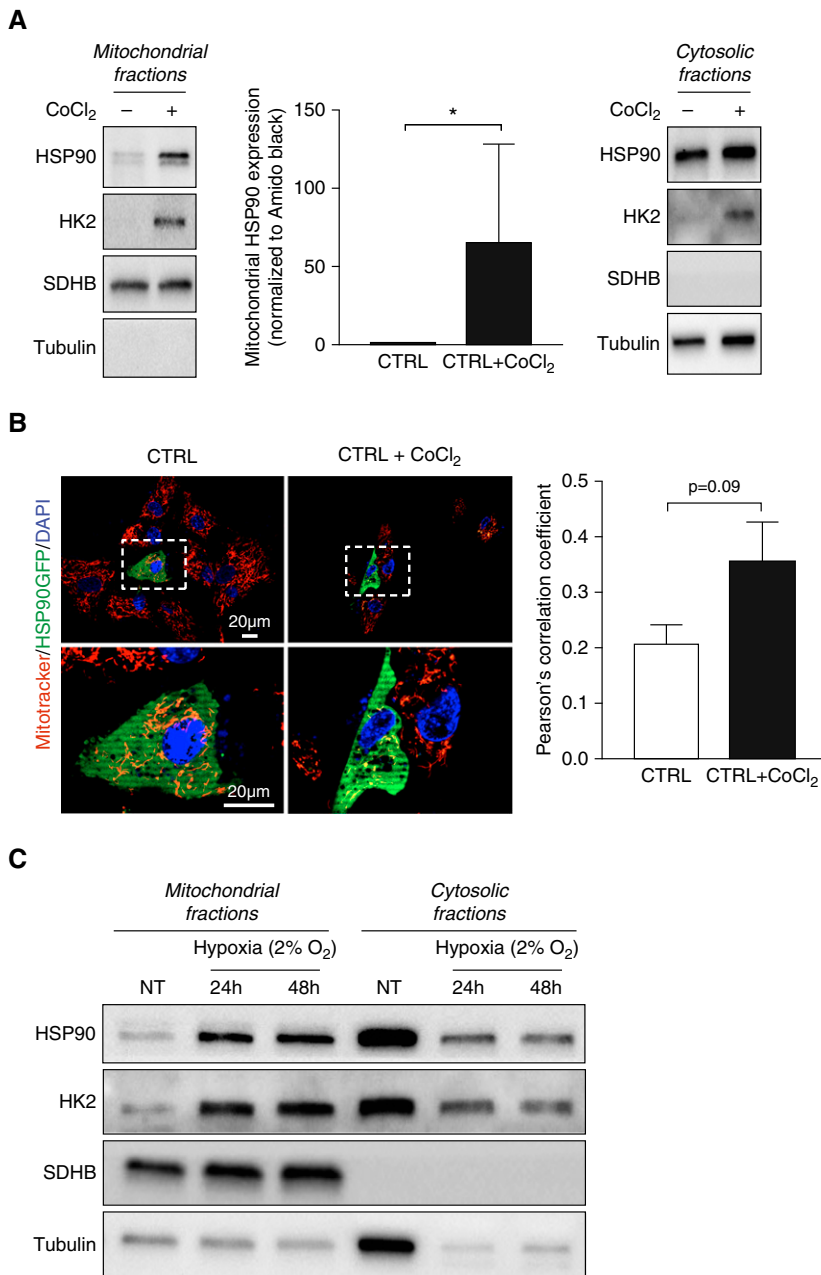 A
Mitochondrial
fractions
CoCl2 – +
HSP90
HK2
SDHB
Tubulin
Mitochondrial HSP90 expression
(normalized to Amido black)
150
100
50
0
*
CTRL CTRL+CoCl2
Cytosolic
fractions
CoCl2 – +
HSP90
HK2
SDHB
Tubulin
B
CTRL CTRL + CoCl2
Mitotracker/HSP90GFP/DAPI
20µm
20µm
Pearson's correlation coefficient
0.5
0.4
0.3
0.2
0.1
0.0
p=0.09
CTRL CTRL+CoCl2
C
Mitochondrial
fractions
Cytosolic
fractions
Hypoxia (2% O2) Hypoxia (2% O2)
NT 24h 48h NT 24h 48h
HSP90
HK2
SDHB
Tubulin